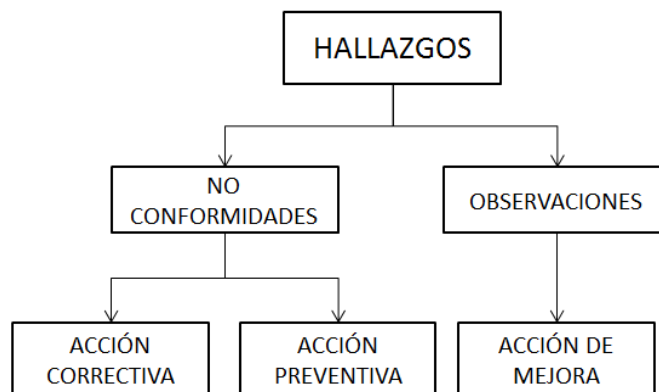 HALLAZGOS
NO
CONFORMIDADES
OBSERVACIONES
ACCIÓN
CORRECTIVA
ACCIÓN
PREVENTIVA
ACCIÓN DE
MEJORA